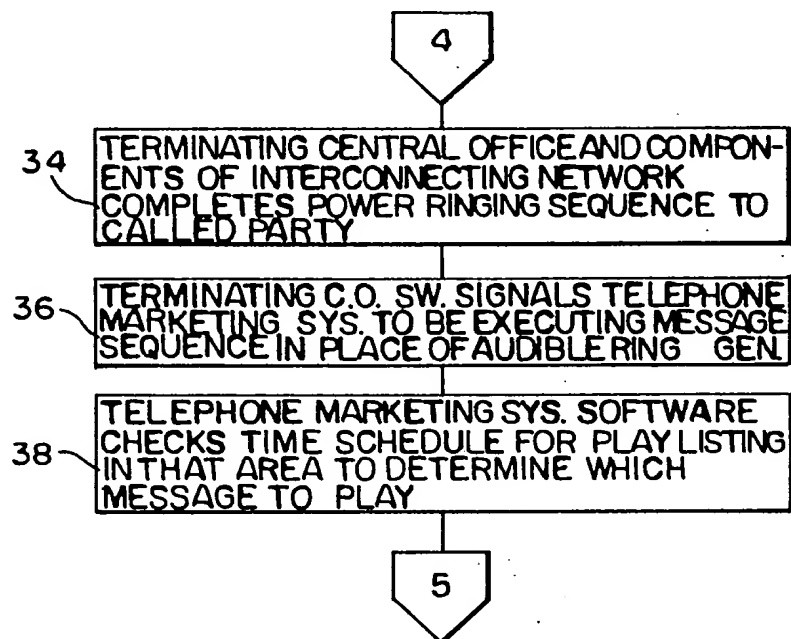 4
34
TERMINATING CENTRAL OFFICE AND COMPON-
ENTS OF INTERCONNECTING NETWORK
COMPLETES POWER RINGING SEQUENCE TO
CALLED PARTY
36
TERMINATING C.O. SW. SIGNALS TELEPHONE
MARKETING SYS. TO BE EXECUTING MESSAGE
SEQUENCE IN PLACE OF AUDIBLE RING GEN.
38
TELEPHONE MARKETING SYS. SOFTWARE
CHECKS TIME SCHEDULE FOR PLAY LISTING
IN THAT AREA TO DETERMINE WHICH
MESSAGE TO PLAY
5